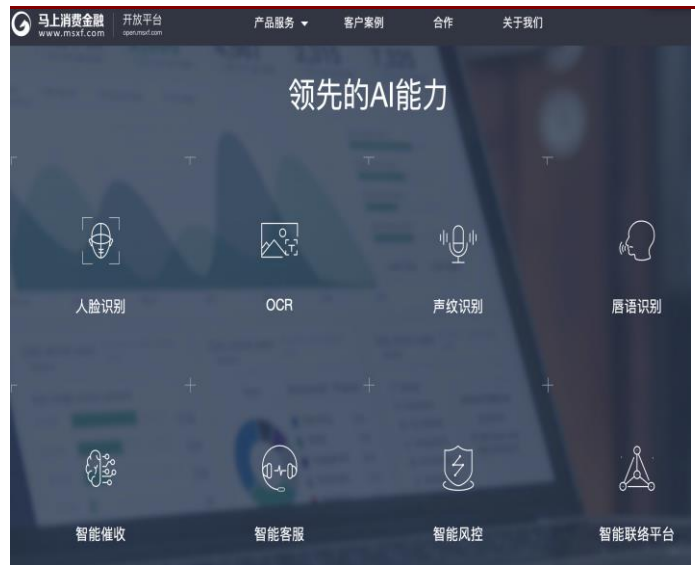 马上消费金融 开放平台
www.msxf.com open.msxf.com
产品服务 客户案例 合作 关于我们
领先的AI能力
人脸识别 OCR 声纹识别 唇语识别
智能催收 智能客服 智能风控 智能联络平台